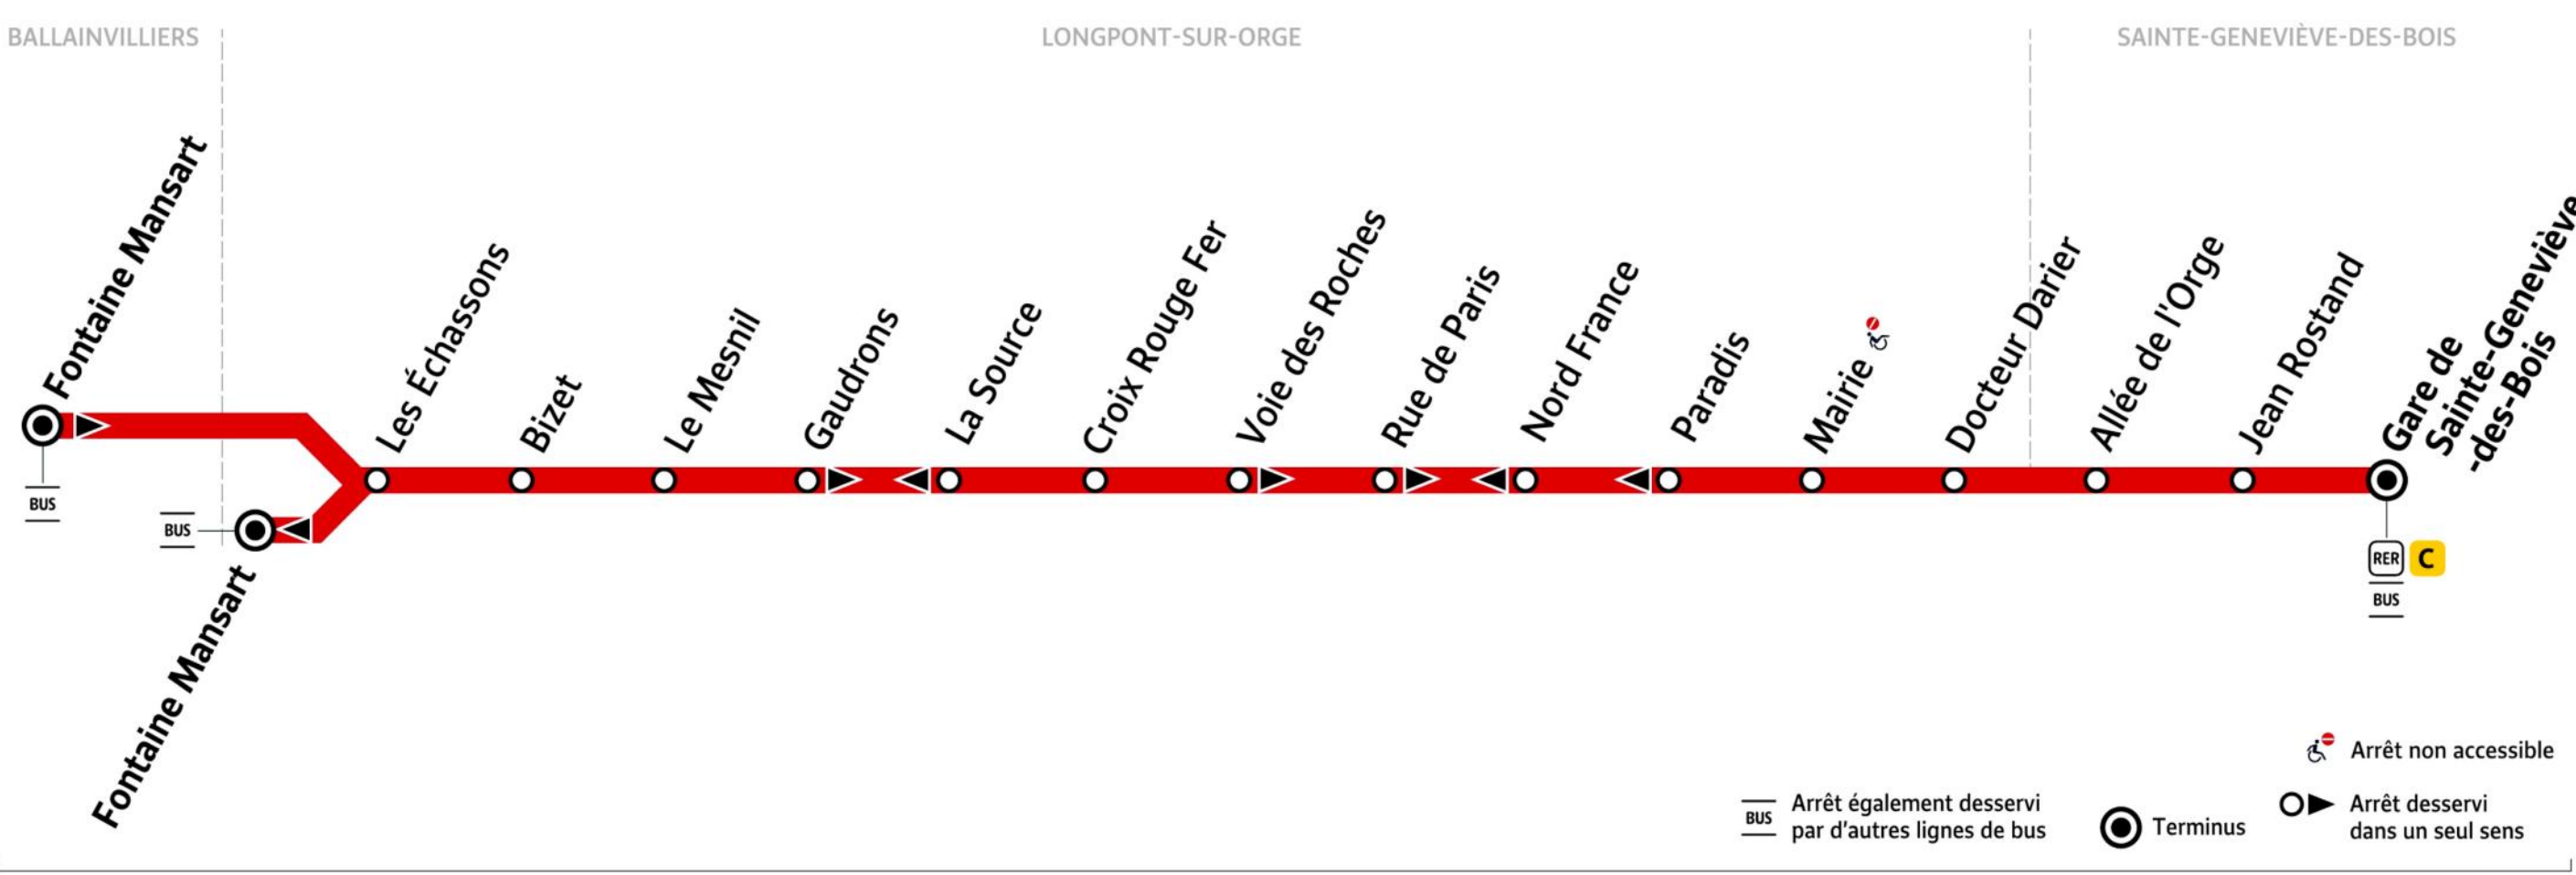 BALLAINVILLIERS
LONGPONT-SUR-ORGE
SAINTE-GENEVIÈVE-DES-BOIS
Fontaine Mansart
BUS
Fontaine Mansart
BUS
Les Échassons
Bizet
Le Mesnil
Gaudrons
La Source
Croix Rouge Fer
Voie des Roches
Rue de Paris
Nord France
Paradis
Mairie
Docteur Darier
Allée de l'Orge
Jean Rostand
Gare de
Sainte-Geneviève
-des-Bois
RER C
BUS
Arrêt non accessible
BUS
Arrêt également desservi
par d'autres lignes de bus
Terminus
Arrêt desservi
dans un seul sens